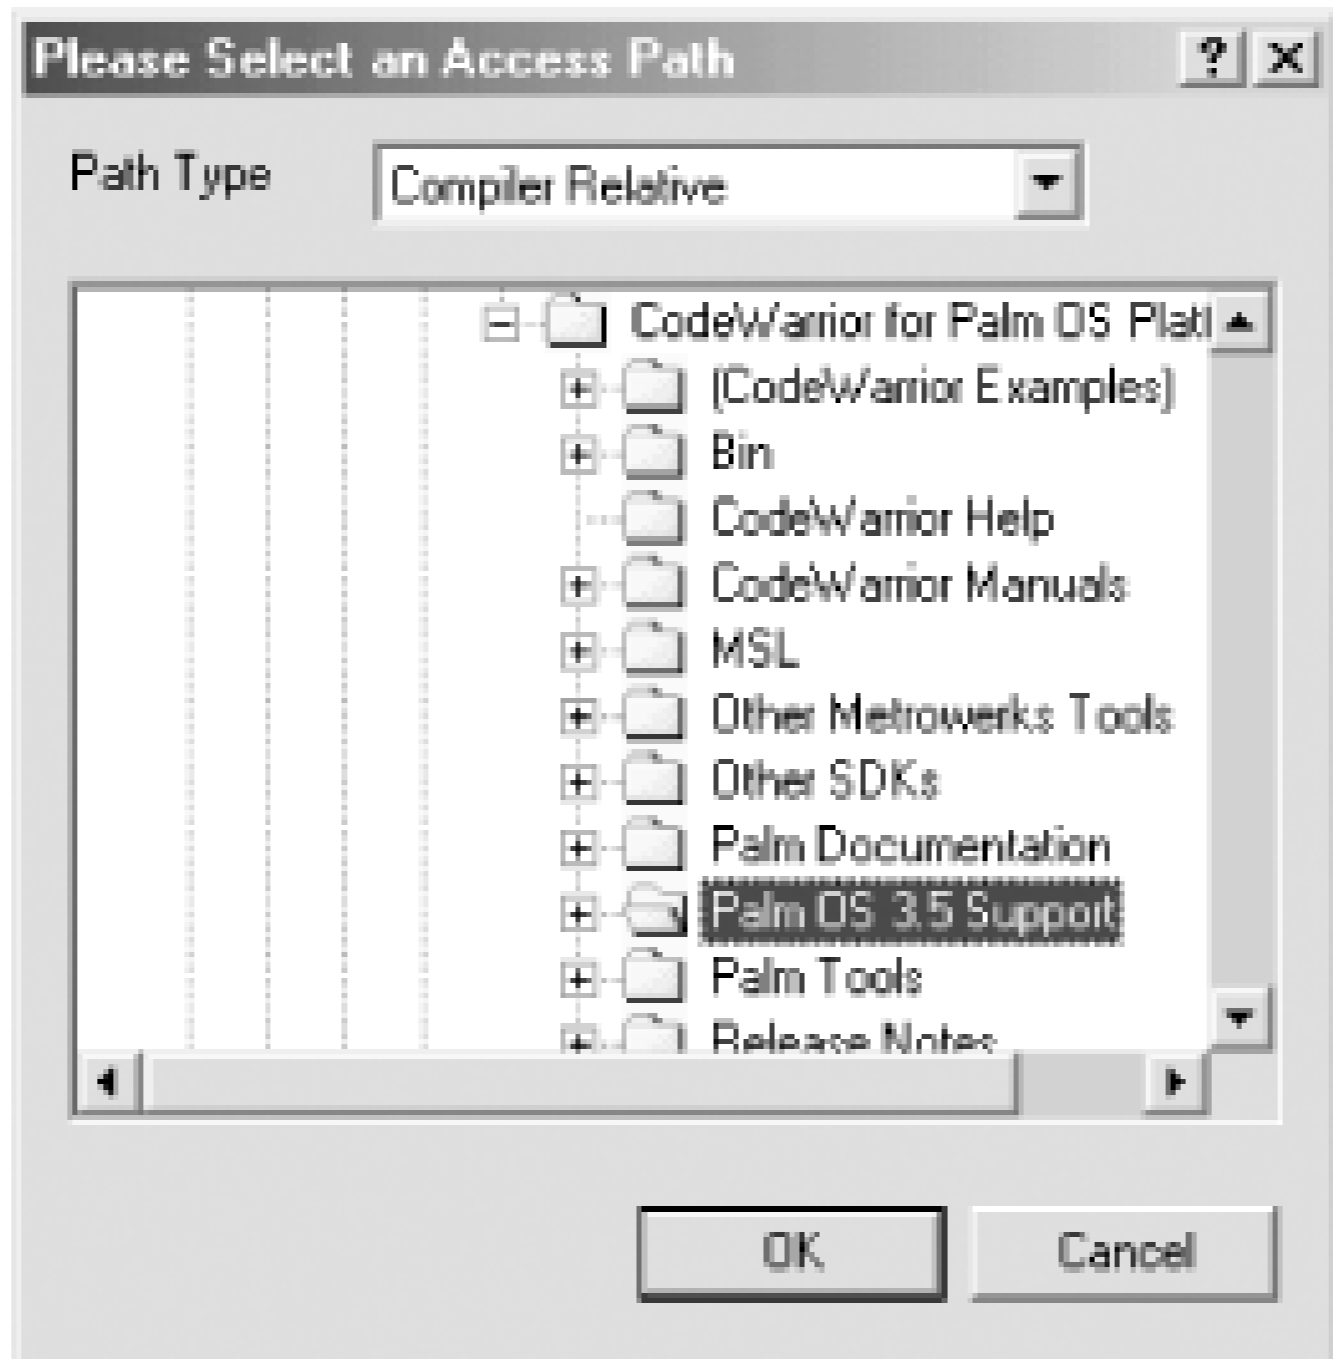 Please Select an Access Path
Path Type
Compiler Relative
CodeWarrior for Palm OS Platf
(CodeWarrior Examples)
Bin
CodeWarrior Help
CodeWarrior Manuals
MSL
Other Metrowerks Tools
Other SDKs
Palm Documentation
Palm OS 3.5 Support
Palm Tools
Release Notes
OK
Cancel